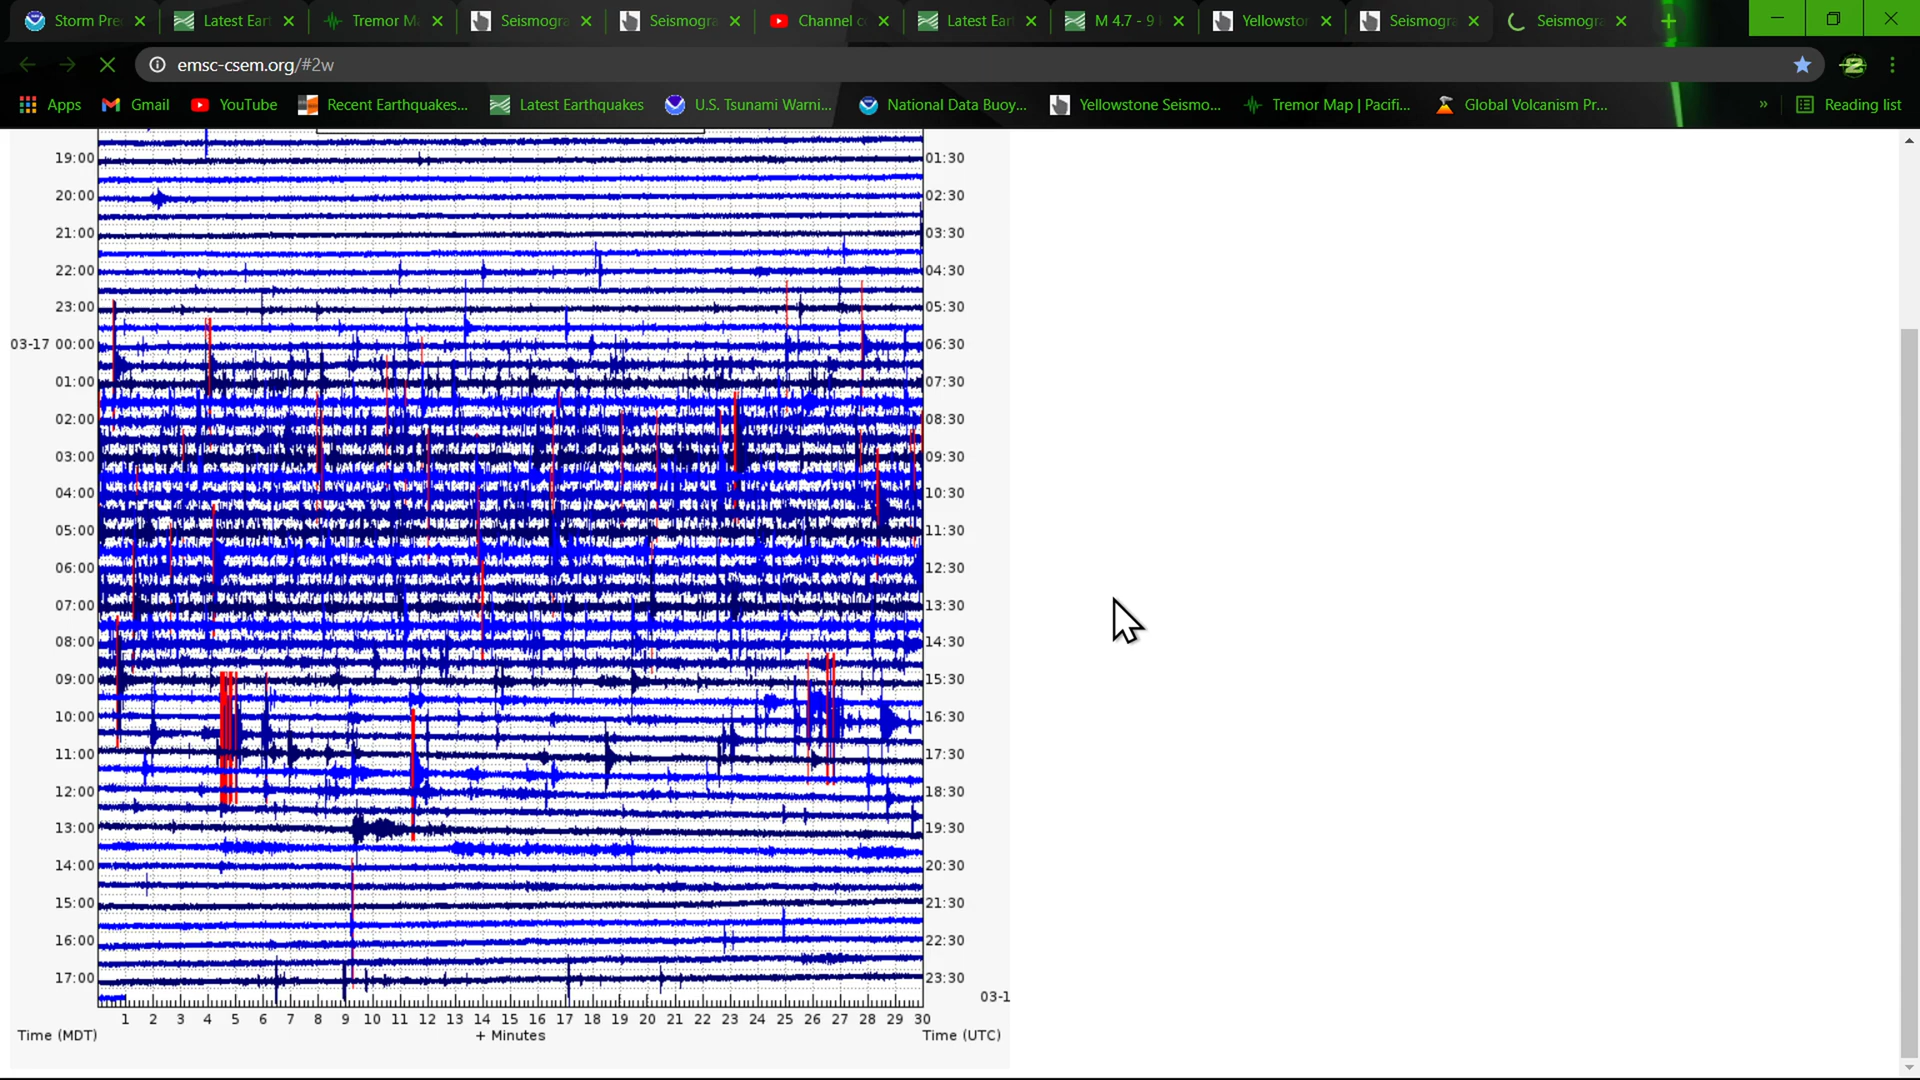 Storm Pre
Latest Ear
Tremor M
Seismogra
Seismogra
Channel c
Latest Ear
M 4.7 - 9
Yellowstor
Seismogra
Seismogra
emsc-csem.org/#2w
Apps
Gmail
YouTube
Recent Earthquakes...
Latest Earthquakes
U.S. Tsunami Warni...
National Data Buoy...
Yellowstone Seismo...
Tremor Map | Pacifi...
Global Volcanism Pr...
»
Reading list
19:00 01:30
20:00 02:30
21:00 03:30
22:00 04:30
23:00 05:30
03-17 00:00 06:30
01:00 07:30
02:00 08:30
03:00 09:30
04:00 10:30
05:00 11:30
06:00 12:30
07:00 13:30
08:00 14:30
09:00 15:30
10:00 16:30
11:00 17:30
12:00 18:30
13:00 19:30
14:00 20:30
15:00 21:30
16:00 22:30
17:00 23:30
03-1
1 2 3 4 5 6 7 8 9 10 11 12 13 14 15 16 17 18 19 20 21 22 23 24 25 26 27 28 29 30
Time (MDT) + Minutes Time (UTC)